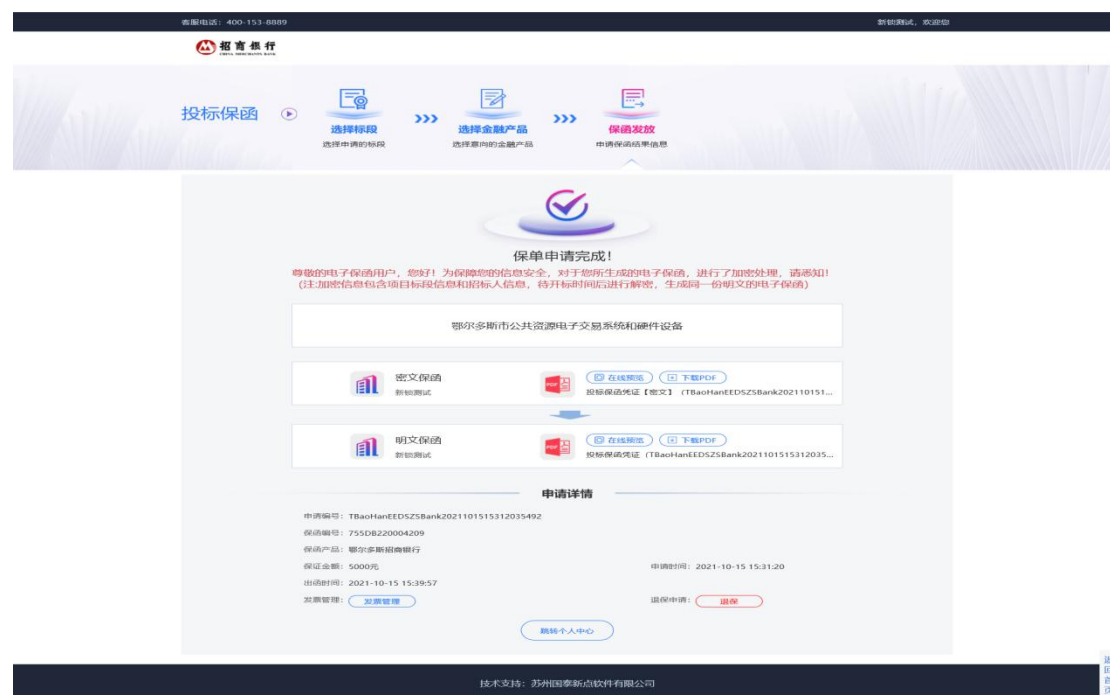 客服电话：400-153-8889
新锁测试，欢迎您
招商银行
CHINA MERCHANTS BANK
投标保函
选择标段
选择申请的标段
选择金融产品
选择意向的金融产品
保函发放
申请保函结果信息
保单申请完成！
尊敬的电子保函用户，您好！为保障您的信息安全，对于您所生成的电子保函，进行了加密处理，请悉知！
(注:加密信息包含项目标段信息和招标人信息，待开标时间后进行解密，生成同一份明文的电子保函)
鄂尔多斯市公共资源电子交易系统和硬件设备
密文保函
新锁测试
在线预览
下载PDF
投标保函凭证【密文】（TBaoHanEEDSZSBank202110151...
明文保函
新锁测试
在线预览
下载PDF
投标保函凭证（TBaoHanEEDSZSBank2021101515312035...
申请详情
申请编号：TBaoHanEEDSZSBank2021101515312035492
保函编号：755DB220004209
保函产品：鄂尔多斯招商银行
保证金额：5000元
申请时间：2021-10-15 15:31:20
出函时间：2021-10-15 15:39:57
发票管理：发票管理
退保申请：退保
跳转个人中心
技术支持：苏州国泰新点软件有限公司